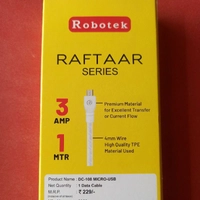 Robotek
RAFTAAR
SERIES
3
AMP
Premium Material
for Excellent Transfer
or Current Flow
1
MTR
4mm Wire
High Quality TPE
Material Used
Product Name : DC-108 MICRO-USB
Net Quantity : 1 Data Cable
M.R.P. : ₹ 229/-